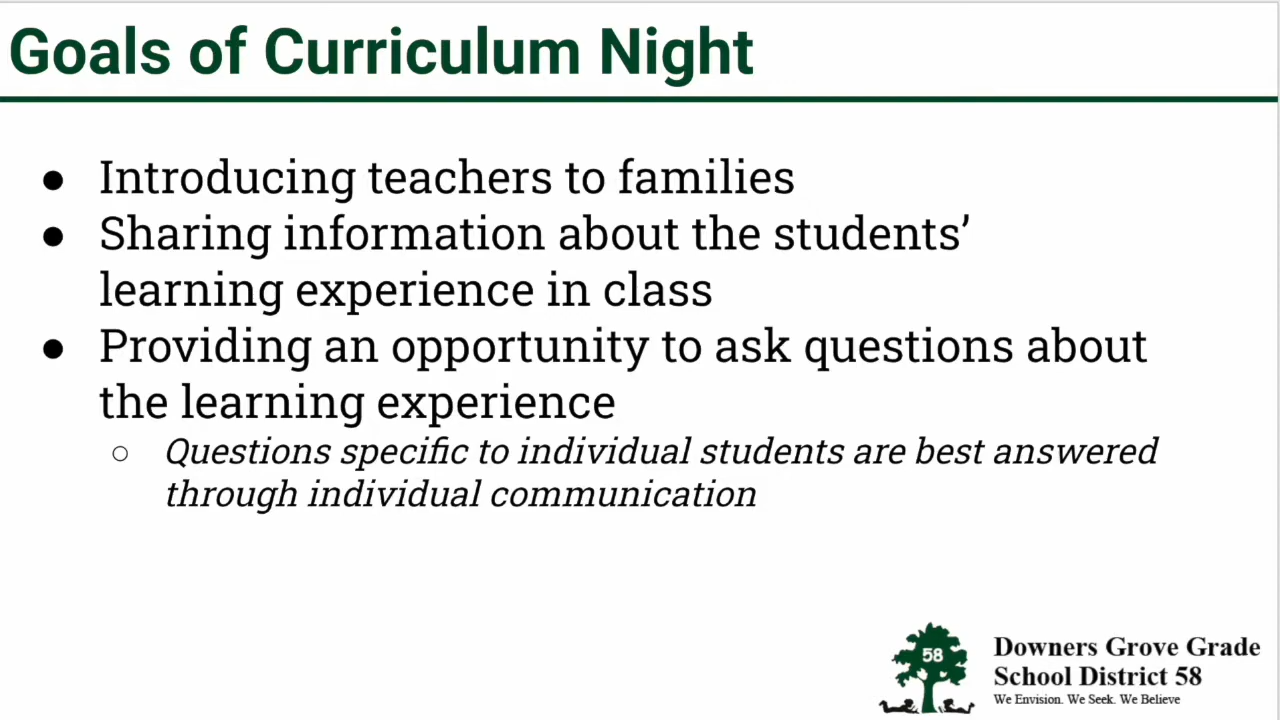 Goals of Curriculum Night
● Introducing teachers to families
● Sharing information about the students’
learning experience in class
● Providing an opportunity to ask questions about
the learning experience
○ Questions specific to individual students are best answered
through individual communication
58
Downers Grove Grade
School District 58
We Envision. We Seek. We Believe